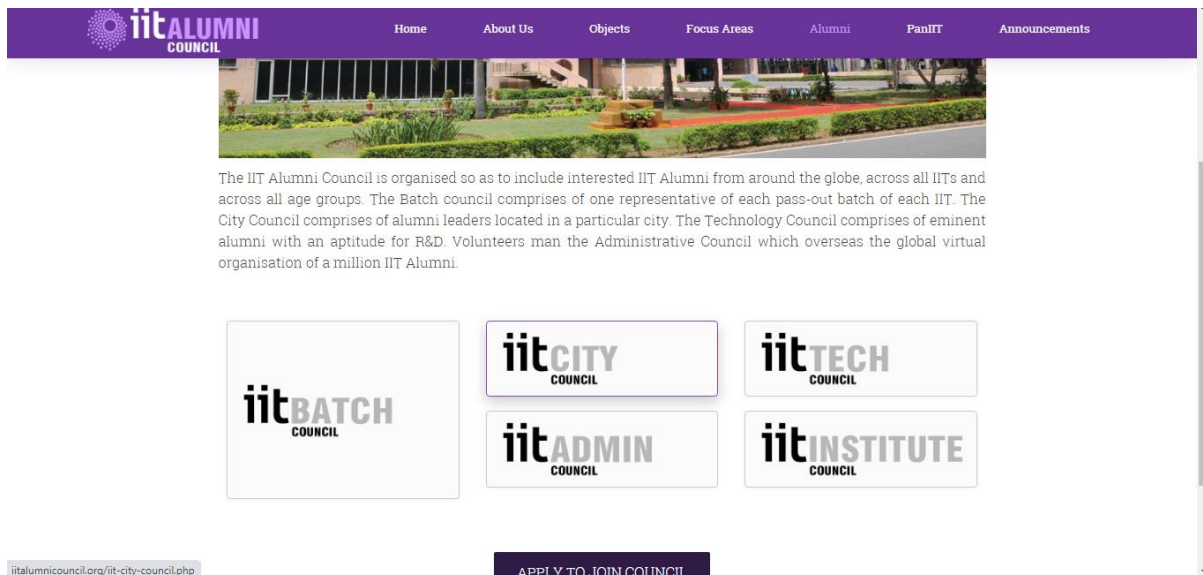 iitALUMNI
COUNCIL
Home About Us Objects Focus Areas Alumni PanIIT Announcements
The IIT Alumni Council is organised so as to include interested IIT Alumni from around the globe, across all IITs and
across all age groups. The Batch council comprises of one representative of each pass-out batch of each IIT. The
City Council comprises of alumni leaders located in a particular city. The Technology Council comprises of eminent
alumni with an aptitude for R&D. Volunteers man the Administrative Council which overseas the global virtual
organisation of a million IIT Alumni.
iitBATCH
COUNCIL
iitCITY
COUNCIL
iitTECH
COUNCIL
iitADMIN
COUNCIL
iitINSTITUTE
COUNCIL
APPLY TO JOIN COUNCIL
iitalumnicouncil.org/iit-city-council.php